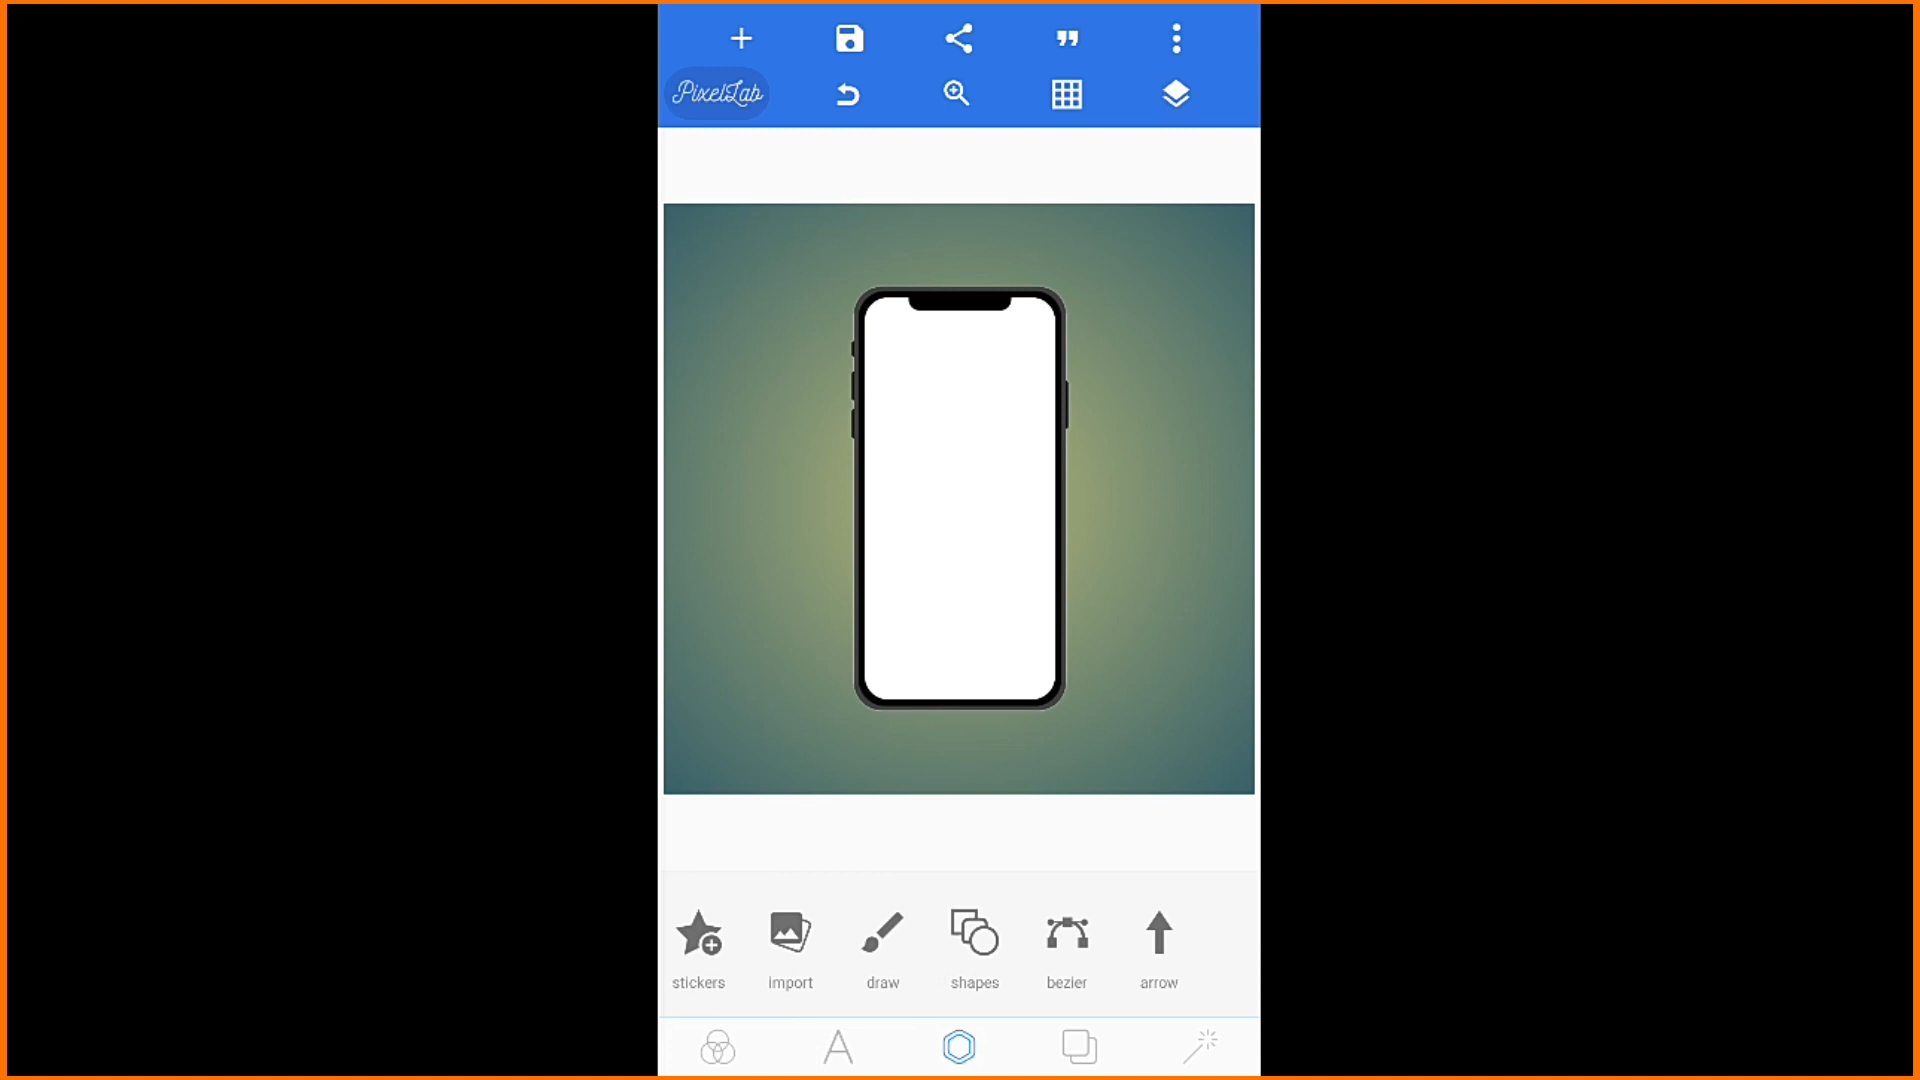 PixelLab
stickers
import
draw
shapes
bezier
arrow